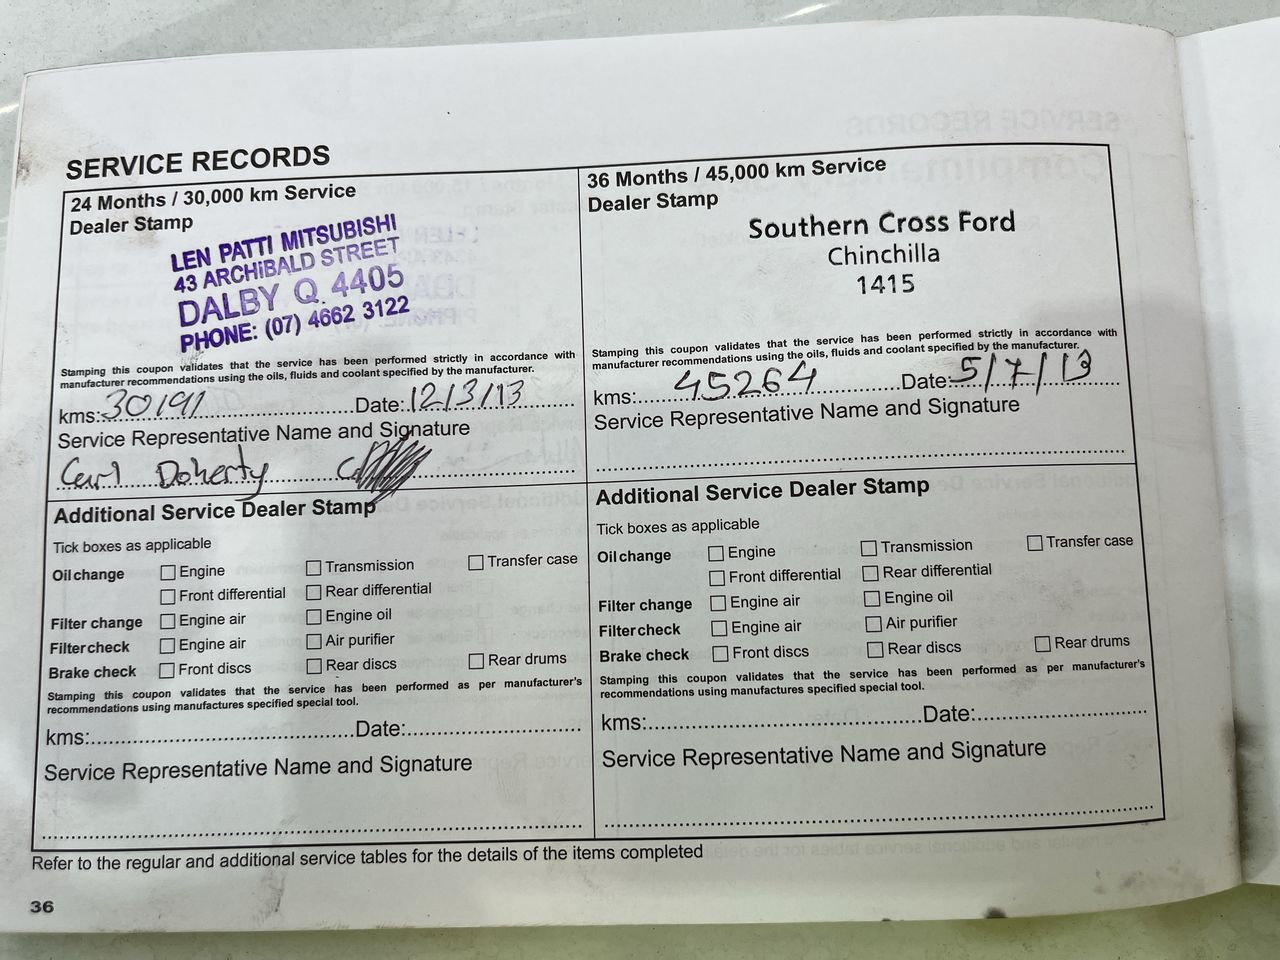 SERVICE RECORDS
24 Months / 30,000 km Service
Dealer Stamp
LEN PATTI MITSUBISHI
43 ARCHIBALD STREET
DALBY Q. 4405
PHONE: (07) 4662 3122
Stamping this coupon validates that the service has been performed strictly in accordance with
manufacturer recommendations using the oils, fluids and coolant specified by the manufacturer.
kms: 30191 Date: 12/3/13
Service Representative Name and Signature
Carl Doherty
Additional Service Dealer Stamp
Tick boxes as applicable
Oil change Engine Transmission Transfer case
Front differential Rear differential
Filter change Engine air Engine oil
Filter check Engine air Air purifier
Brake check Front discs Rear discs Rear drums
Stamping this coupon validates that the service has been performed as per manufacturer's
recommendations using manufactures specified special tool.
kms: Date:
Service Representative Name and Signature
36 Months / 45,000 km Service
Dealer Stamp
Southern Cross Ford
Chinchilla
1415
Stamping this coupon validates that the service has been performed strictly in accordance with
manufacturer recommendations using the oils, fluids and coolant specified by the manufacturer.
kms: 45264 Date: 5/7/13
Service Representative Name and Signature
Additional Service Dealer Stamp
Tick boxes as applicable
Oil change Engine Transmission Transfer case
Front differential Rear differential
Filter change Engine air Engine oil
Filter check Engine air Air purifier
Brake check Front discs Rear discs Rear drums
Stamping this coupon validates that the service has been performed as per manufacturer's
recommendations using manufactures specified special tool.
kms: Date:
Service Representative Name and Signature
Refer to the regular and additional service tables for the details of the items completed
36